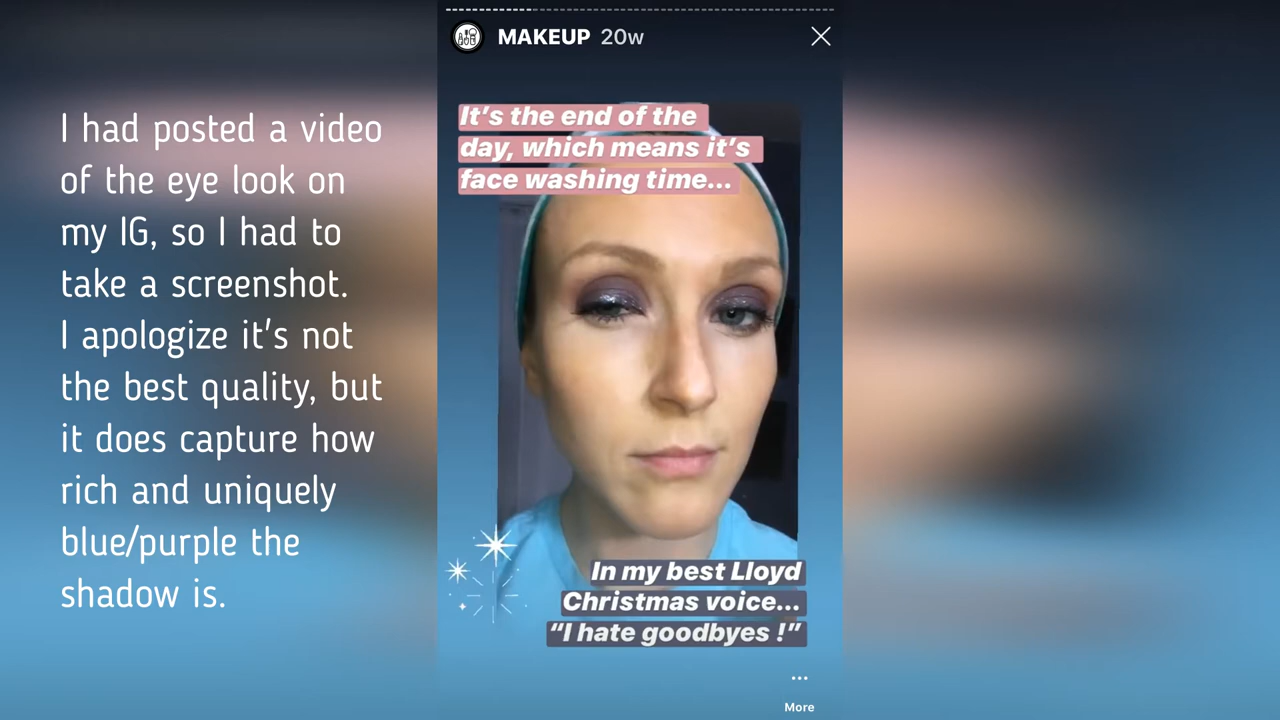 I had posted a video
of the eye look on
my IG, so I had to
take a screenshot.
I apologize it's not
the best quality, but
it does capture how
rich and uniquely
blue/purple the
shadow is.
MAKEUP 20w
It's the end of the
day, which means it's
face washing time...
In my best Lloyd
Christmas voice...
“I hate goodbyes !”
More